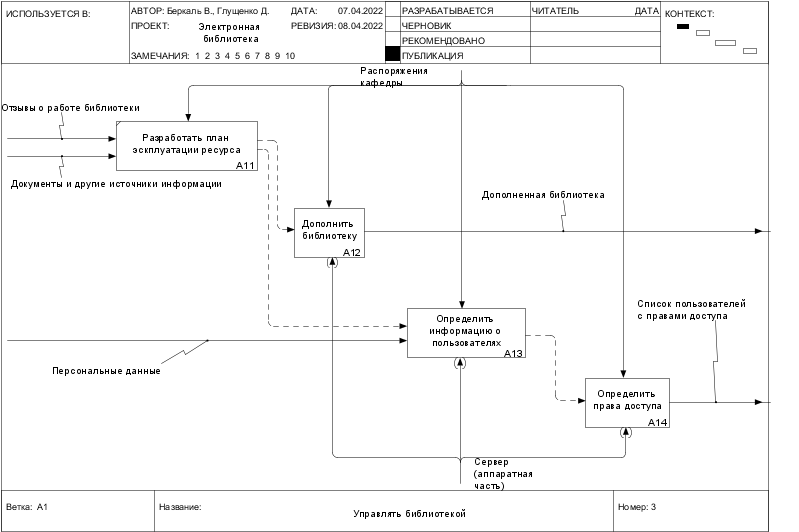 ИСПОЛЬЗУЕТСЯ В:
АВТОР: Беркаль В., Глущенко Д.
ДАТА: 07.04.2022
ПРОЕКТ: Электронная
библиотека
РЕВИЗИЯ: 08.04.2022
ЗАМЕЧАНИЯ: 1 2 3 4 5 6 7 8 9 10
РАЗРАБАТЫВАЕТСЯ
ЧЕРНОВИК
РЕКОМЕНДОВАНО
ПУБЛИКАЦИЯ
ЧИТАТЕЛЬ ДАТА
КОНТЕКСТ:
Распоряжения
кафедры
Отзывы о работе библиотеки
Разработать план
эсклуатации ресурса
A11
Документы и другие источники информации
Дополнить
библиотеку
A12
Дополненная библиотека
Определить
информацию о
пользователях
A13
Персональные данные
Список пользователей
с правами доступа
Определить
права доступа
A14
Сервер
(аппаратная
часть)
Ветка: A1
Название:
Управлять библиотекой
Номер: 3